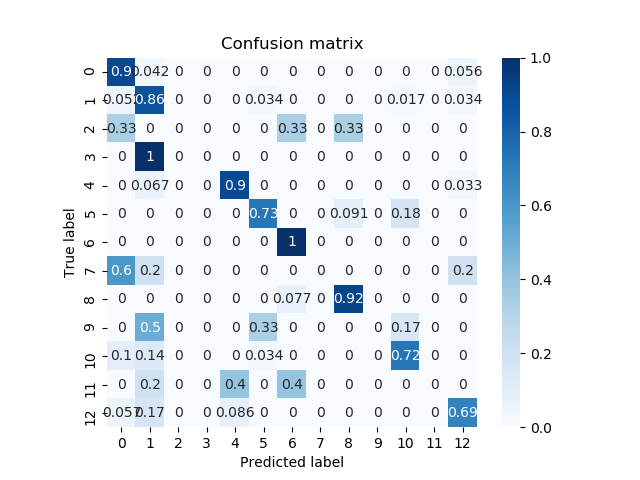 Confusion matrix
0 0.9 0.042 0 0 0 0 0 0 0 0 0 0 0.056
1 0.86 0 0 0 0.034 0 0 0 0 0.017 0 0.034
2 0.33 0 0 0 0 0 0.33 0 0.33 0 0 0 0
3 0 1 0 0 0 0 0 0 0 0 0 0 0
4 0 0.067 0 0 0.9 0 0 0 0 0 0 0 0.033
5 0 0 0 0 0 0.73 0 0 0.091 0 0.18 0 0
6 0 0 0 0 0 0 1 0 0 0 0 0 0
7 0.6 0.2 0 0 0 0 0 0 0 0 0 0 0.2
8 0 0 0 0 0 0 0.077 0 0.92 0 0 0 0
9 0 0.5 0 0 0 0.33 0 0 0 0 0.17 0 0
10 0.1 0.14 0 0 0 0.034 0 0 0 0 0.72 0 0
11 0 0.2 0 0 0.4 0 0.4 0 0 0 0 0 0
12 0.057 0.17 0 0 0.086 0 0 0 0 0 0 0 0.69
0 1 2 3 4 5 6 7 8 9 10 11 12
Predicted label
True label
1.0
0.8
0.6
0.4
0.2
0.0